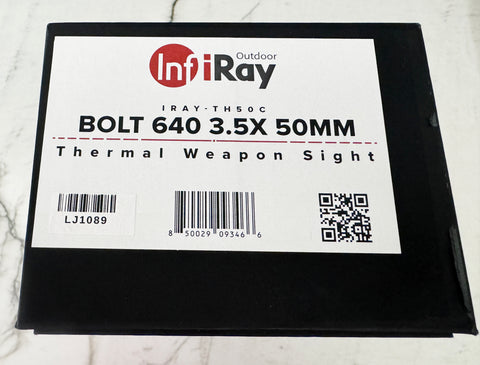 Outdoor
InfiRay
IRAY-TH50C
BOLT 640 3.5X 50MM
Thermal Weapon Sight
LJ1089
8 50029 09346 6